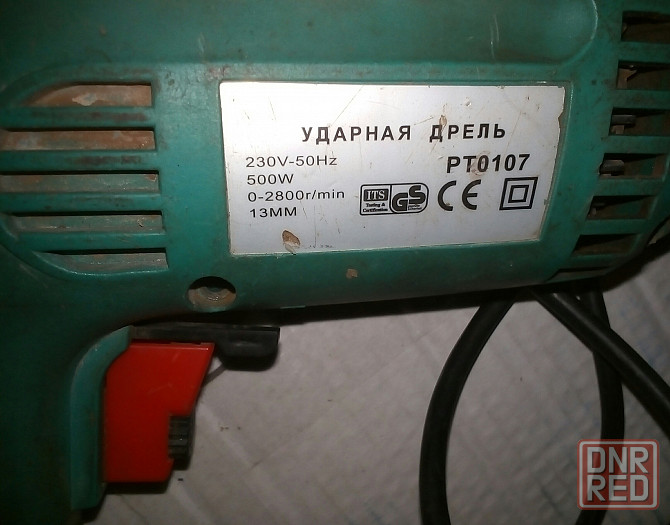 УДАРНАЯ ДРЕЛЬ
230V-50Hz
PT0107
500W
0-2800r/min
13MM
ITS
Testing &
Certification
GS
CE
DNR
RED